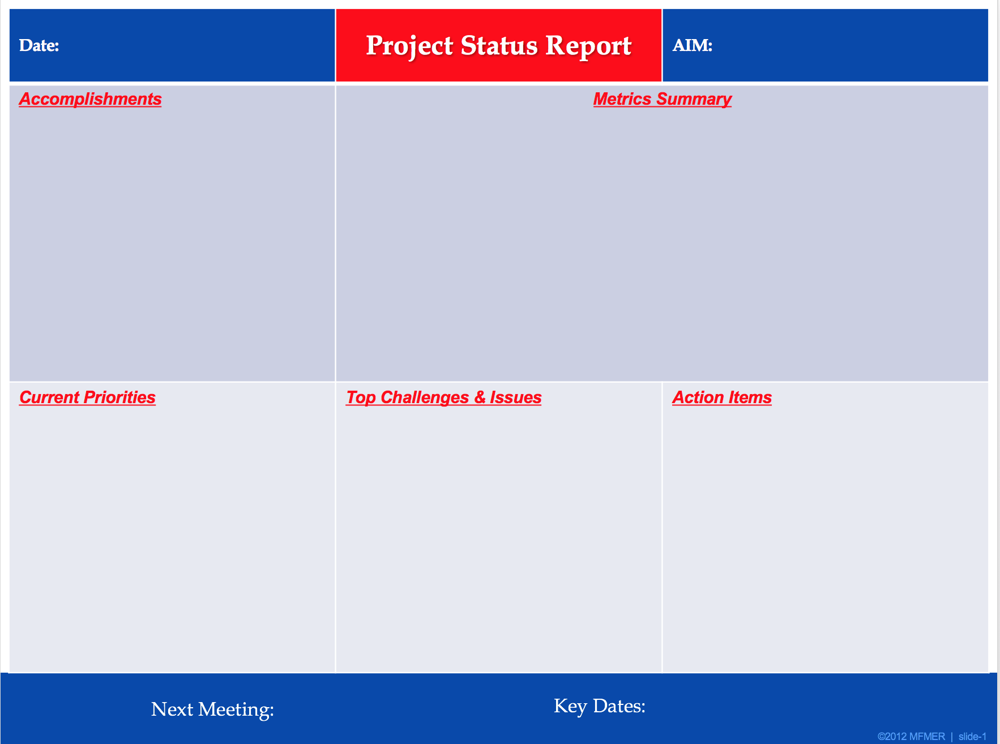 Date:
Project Status Report
AIM:
Accomplishments
Metrics Summary
Current Priorities
Top Challenges & Issues
Action Items
Next Meeting:
Key Dates:
©2012 MFMER | slide-1